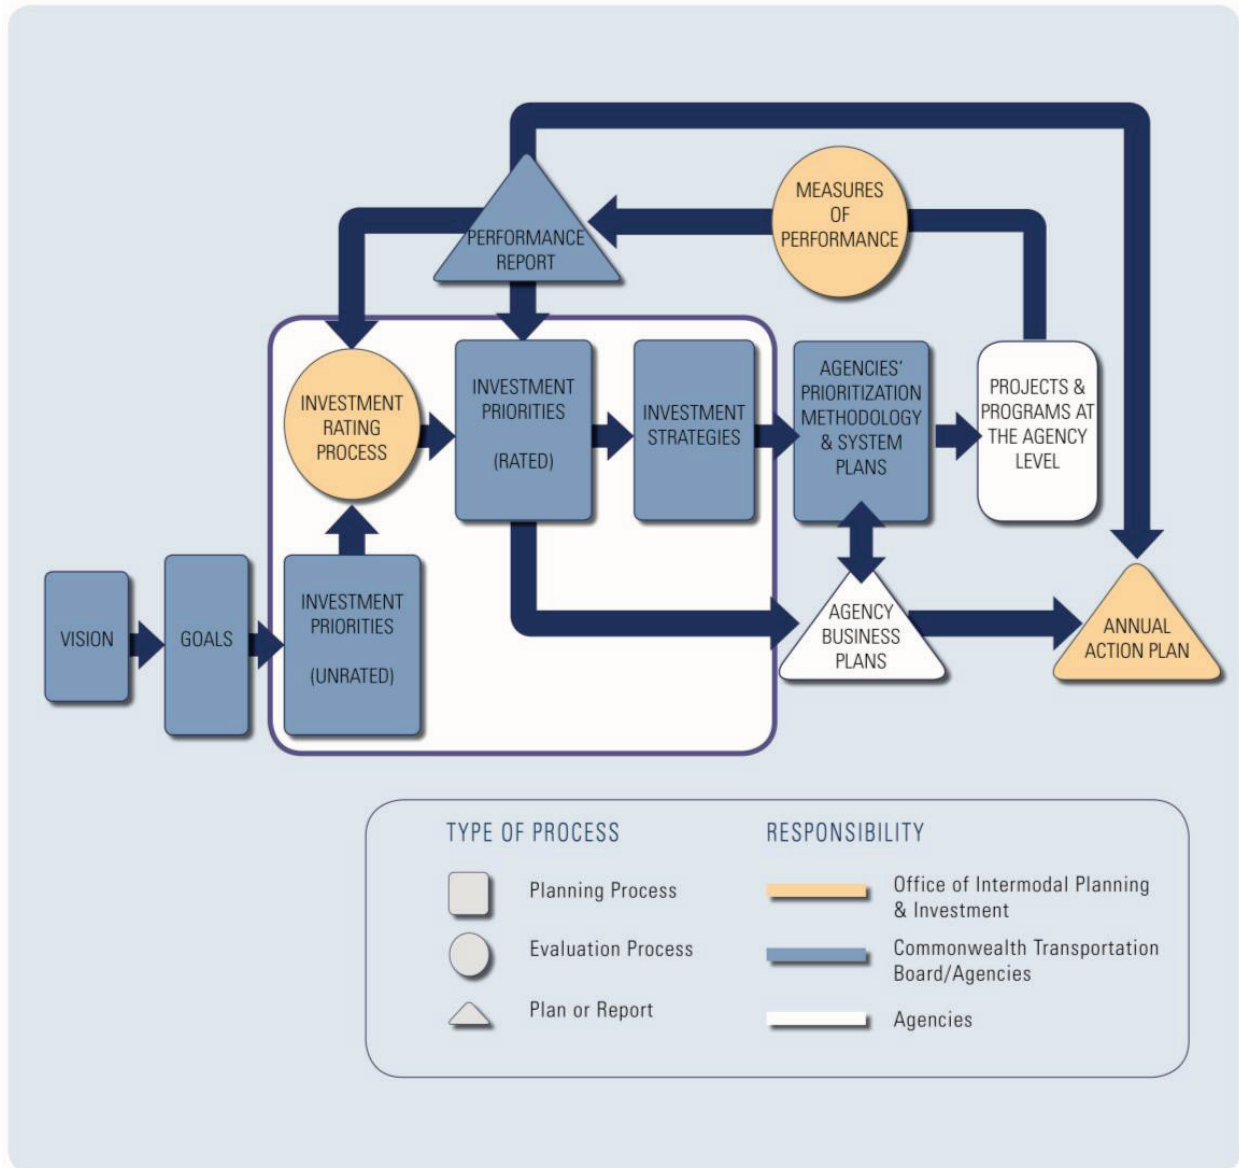 MEASURES
OF
PERFORMANCE
PERFORMANCE
REPORT
INVESTMENT
RATING
PROCESS
INVESTMENT
PRIORITIES
(RATED)
INVESTMENT
STRATEGIES
AGENCIES'
PRIORITIZATION
METHODOLOGY
& SYSTEM
PLANS
PROJECTS &
PROGRAMS AT
THE AGENCY
LEVEL
VISION
GOALS
INVESTMENT
PRIORITIES
(UNRATED)
AGENCY
BUSINESS
PLANS
ANNUAL
ACTION PLAN
TYPE OF PROCESS
Planning Process
Evaluation Process
Plan or Report
RESPONSIBILITY
Office of Intermodal Planning
& Investment
Commonwealth Transportation
Board/Agencies
Agencies